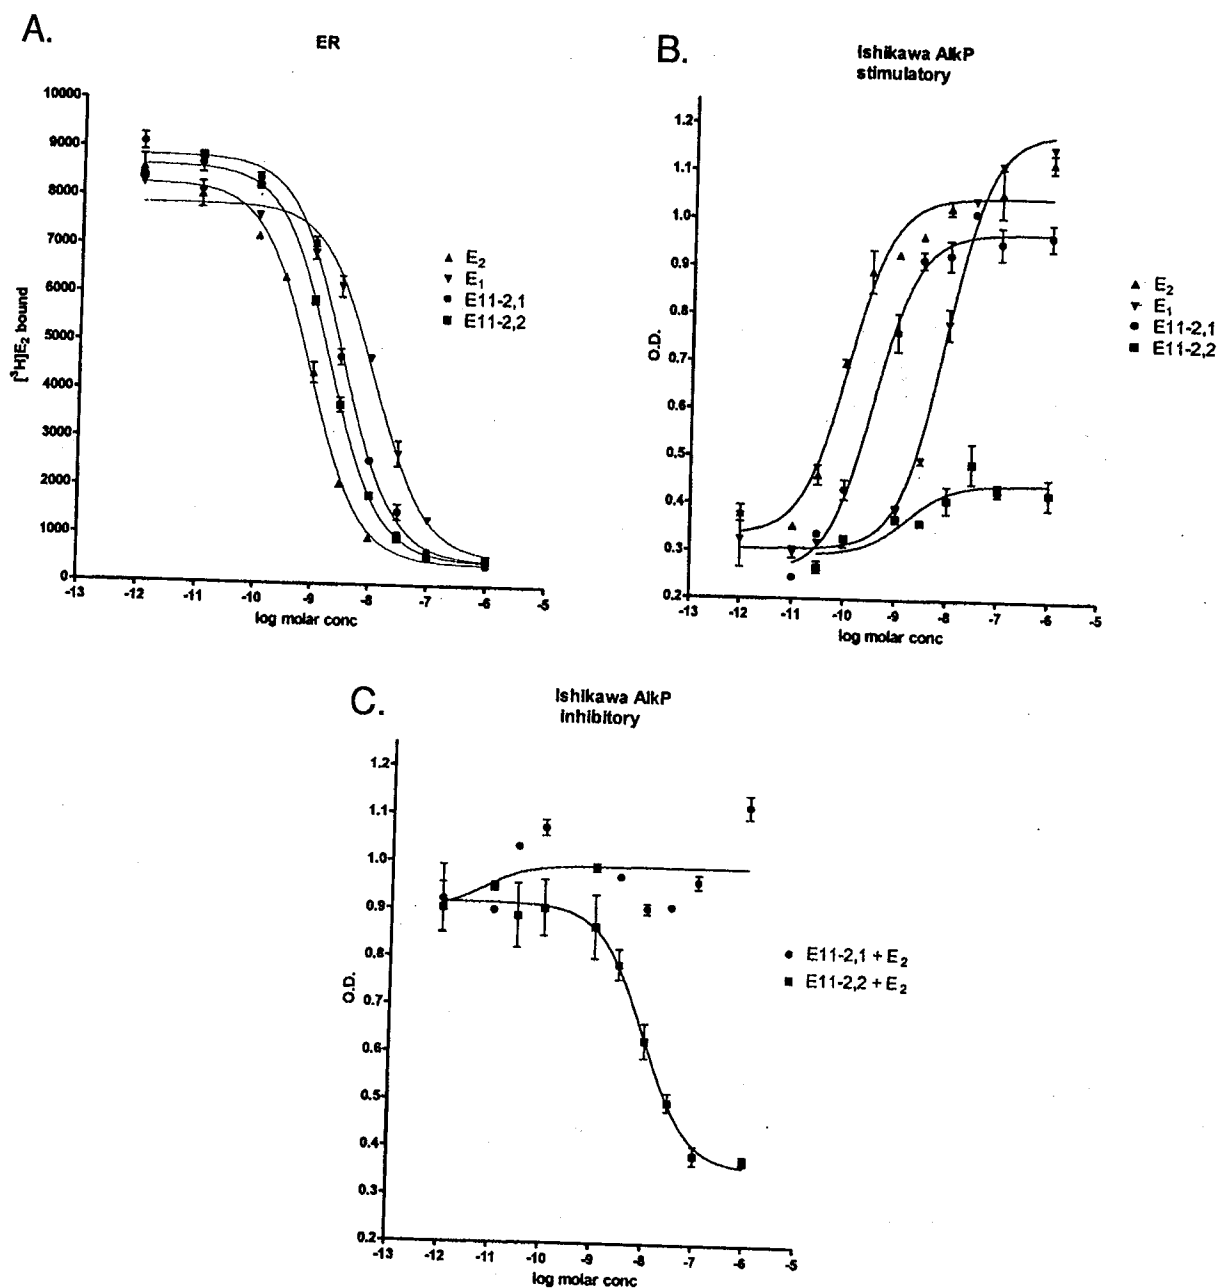 A.
ER
10000
9000
8000
7000
6000
5000
4000
3000
2000
1000
0
[³H]E₂ bound
-13 -12 -11 -10 -9 -8 -7 -6 -5
log molar conc
E₂
E₁
E11-2,1
E11-2,2
B.
Ishikawa AlkP
stimulatory
1.2
1.1
1.0
0.9
0.8
0.7
0.6
0.5
0.4
0.3
0.2
O.D.
-13 -12 -11 -10 -9 -8 -7 -6 -5
log molar conc
E₂
E₁
E11-2,1
E11-2,2
C.
Ishikawa AlkP
inhibitory
1.2
1.1
1.0
0.9
0.8
0.7
0.6
0.5
0.4
0.3
0.2
O.D.
-13 -12 -11 -10 -9 -8 -7 -6 -5
log molar conc
E11-2,1 + E₂
E11-2,2 + E₂